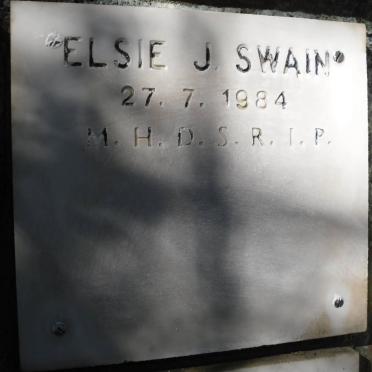 "ELSIE J. SWAIN"
27. 7. 1984
M. H. D. S. R. I. P.